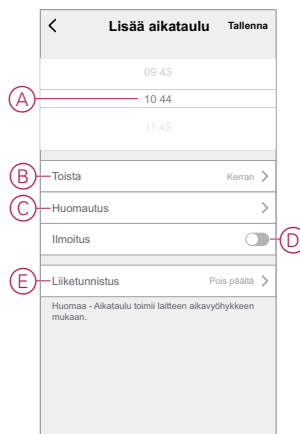 Lisää aikataulu Tallenna
09 43
A 10 44
11 45
B Toista Kerran
C Huomautus
Ilmoitus D
E Liiketunnistus Pois päältä
Huomaa - Aikataulu toimii laitteen aikavyöhykkeen
mukaan.